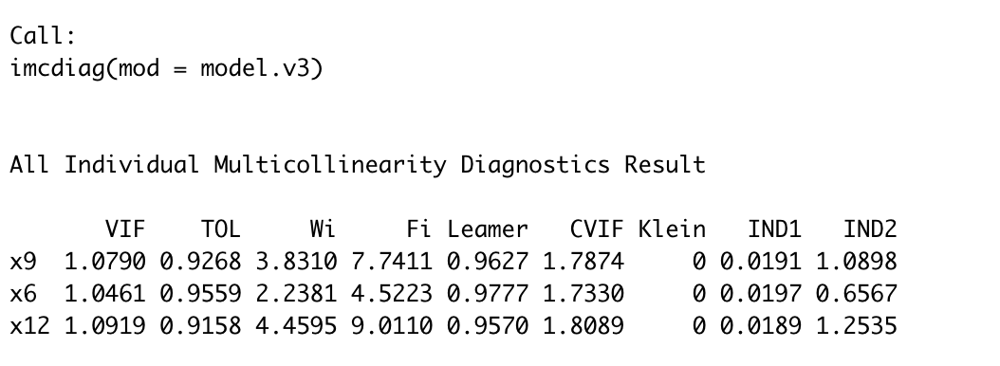 Call:
imcdiag(mod = model.v3)
All Individual Multicollinearity Diagnostics Result
VIF TOL Wi Fi Leamer CVIF Klein IND1 IND2
x9 1.0790 0.9268 3.8310 7.7411 0.9627 1.7874 0 0.0191 1.0898
x6 1.0461 0.9559 2.2381 4.5223 0.9777 1.7330 0 0.0197 0.6567
x12 1.0919 0.9158 4.4595 9.0110 0.9570 1.8089 0 0.0189 1.2535